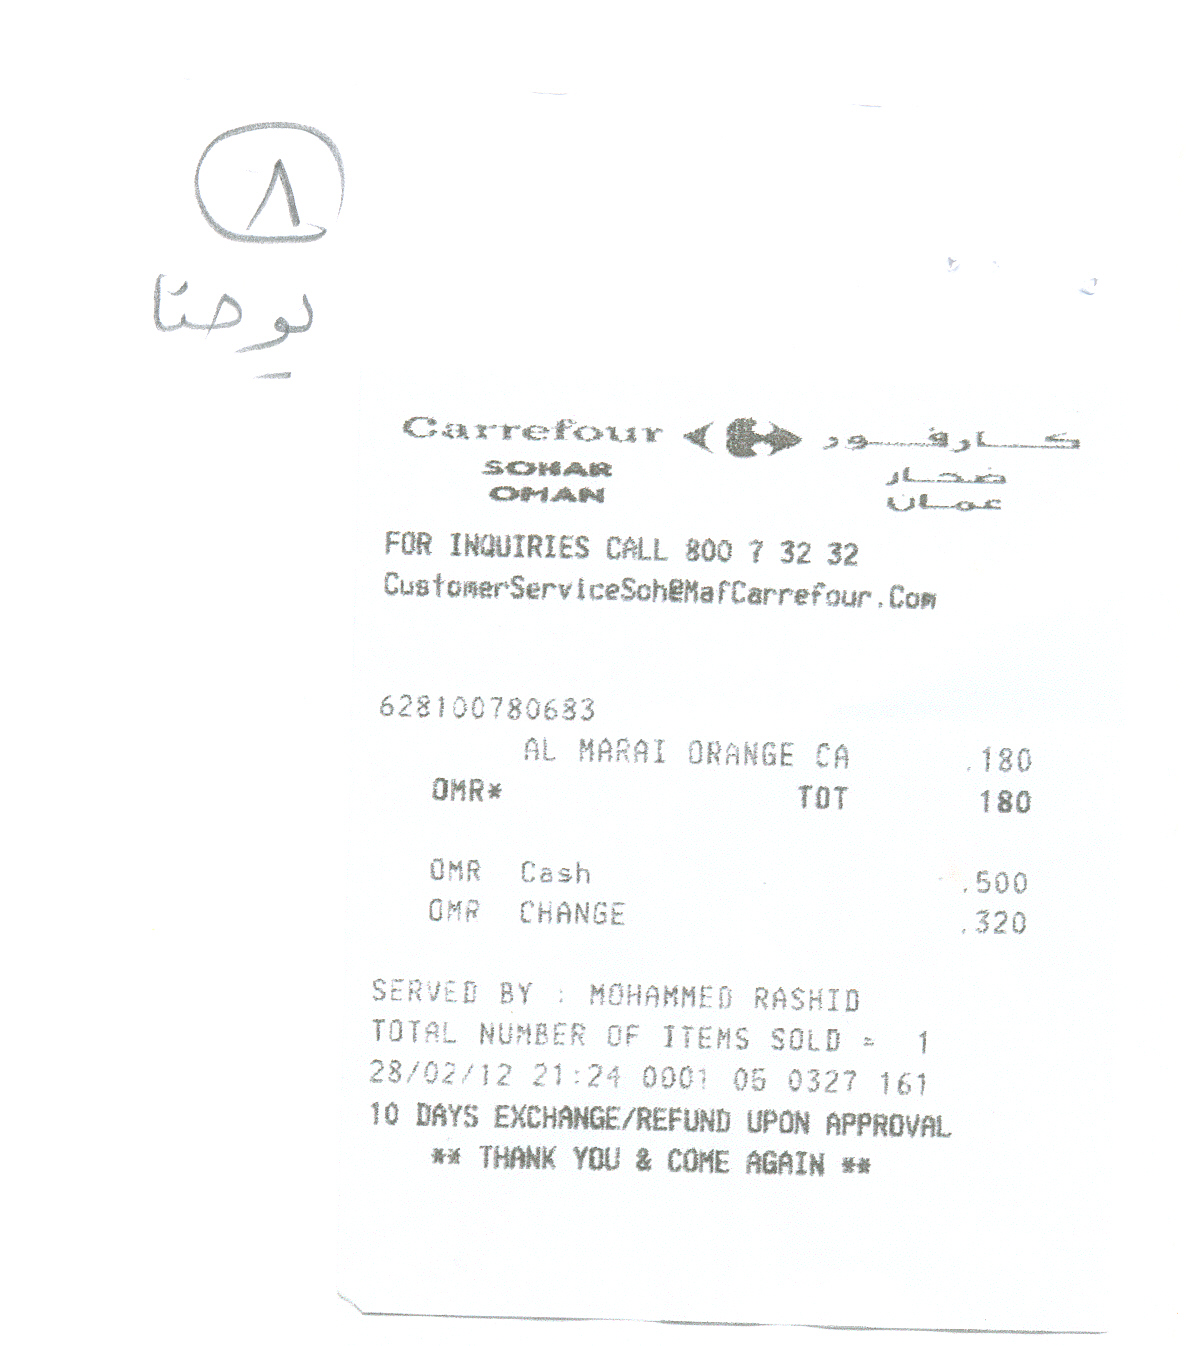 ٨
يوحنا
Carrefour كارفور
SOHAR صحار
OMAN عمان
FOR INQUIRIES CALL 800 7 32 32
CustomerServiceSoh@MafCarrefour.Com
628100780683
AL MARAI ORANGE CA .180
OMR* TOT 180
OMR Cash .500
OMR CHANGE .320
SERVED BY : MOHAMMED RASHID
TOTAL NUMBER OF ITEMS SOLD = 1
28/02/12 21:24 0001 05 0327 161
10 DAYS EXCHANGE/REFUND UPON APPROVAL
** THANK YOU & COME AGAIN **